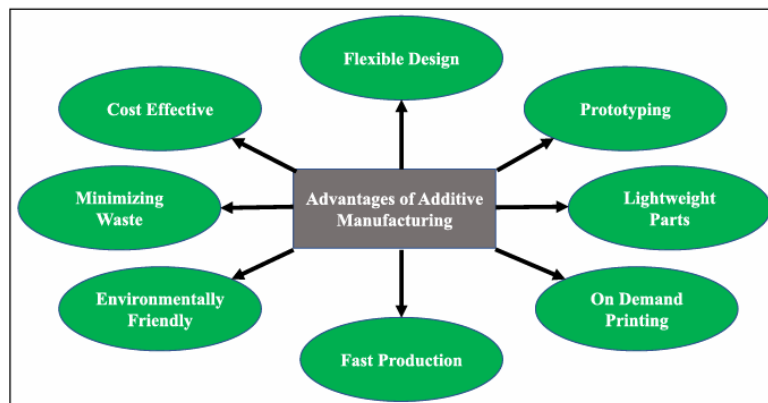 Flexible Design
Cost Effective
Prototyping
Minimizing
Waste
Advantages of Additive
Manufacturing
Lightweight
Parts
Environmentally
Friendly
On Demand
Printing
Fast Production